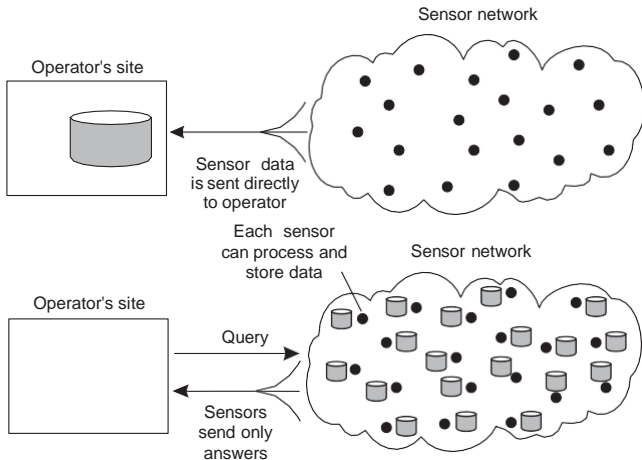 Sensor network
Operator's site
Sensor data
is sent directly
to operator
Each sensor
can process and
store data
Sensor network
Operator's site
Query
Sensors
send only
answers